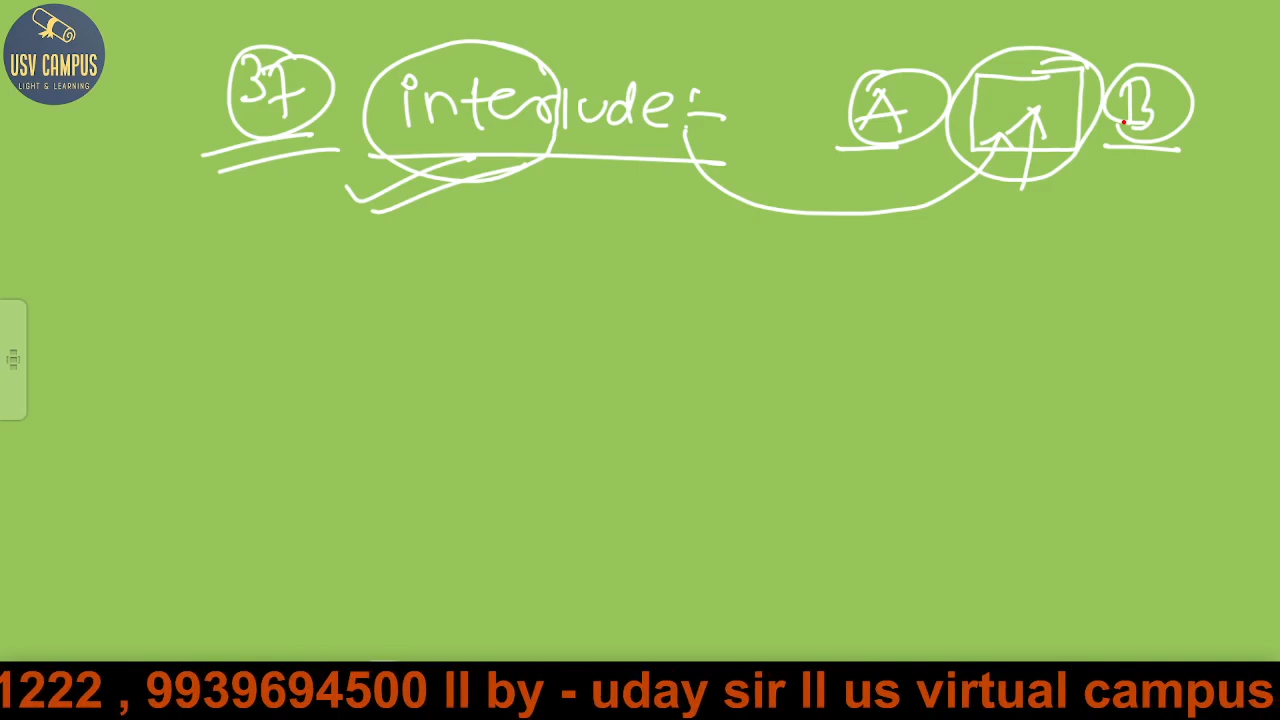 USV CAMPUS
LIGHT & LEARNING
37 interlude:- A B
1222 , 9939694500 ll by - uday sir ll us virtual campus